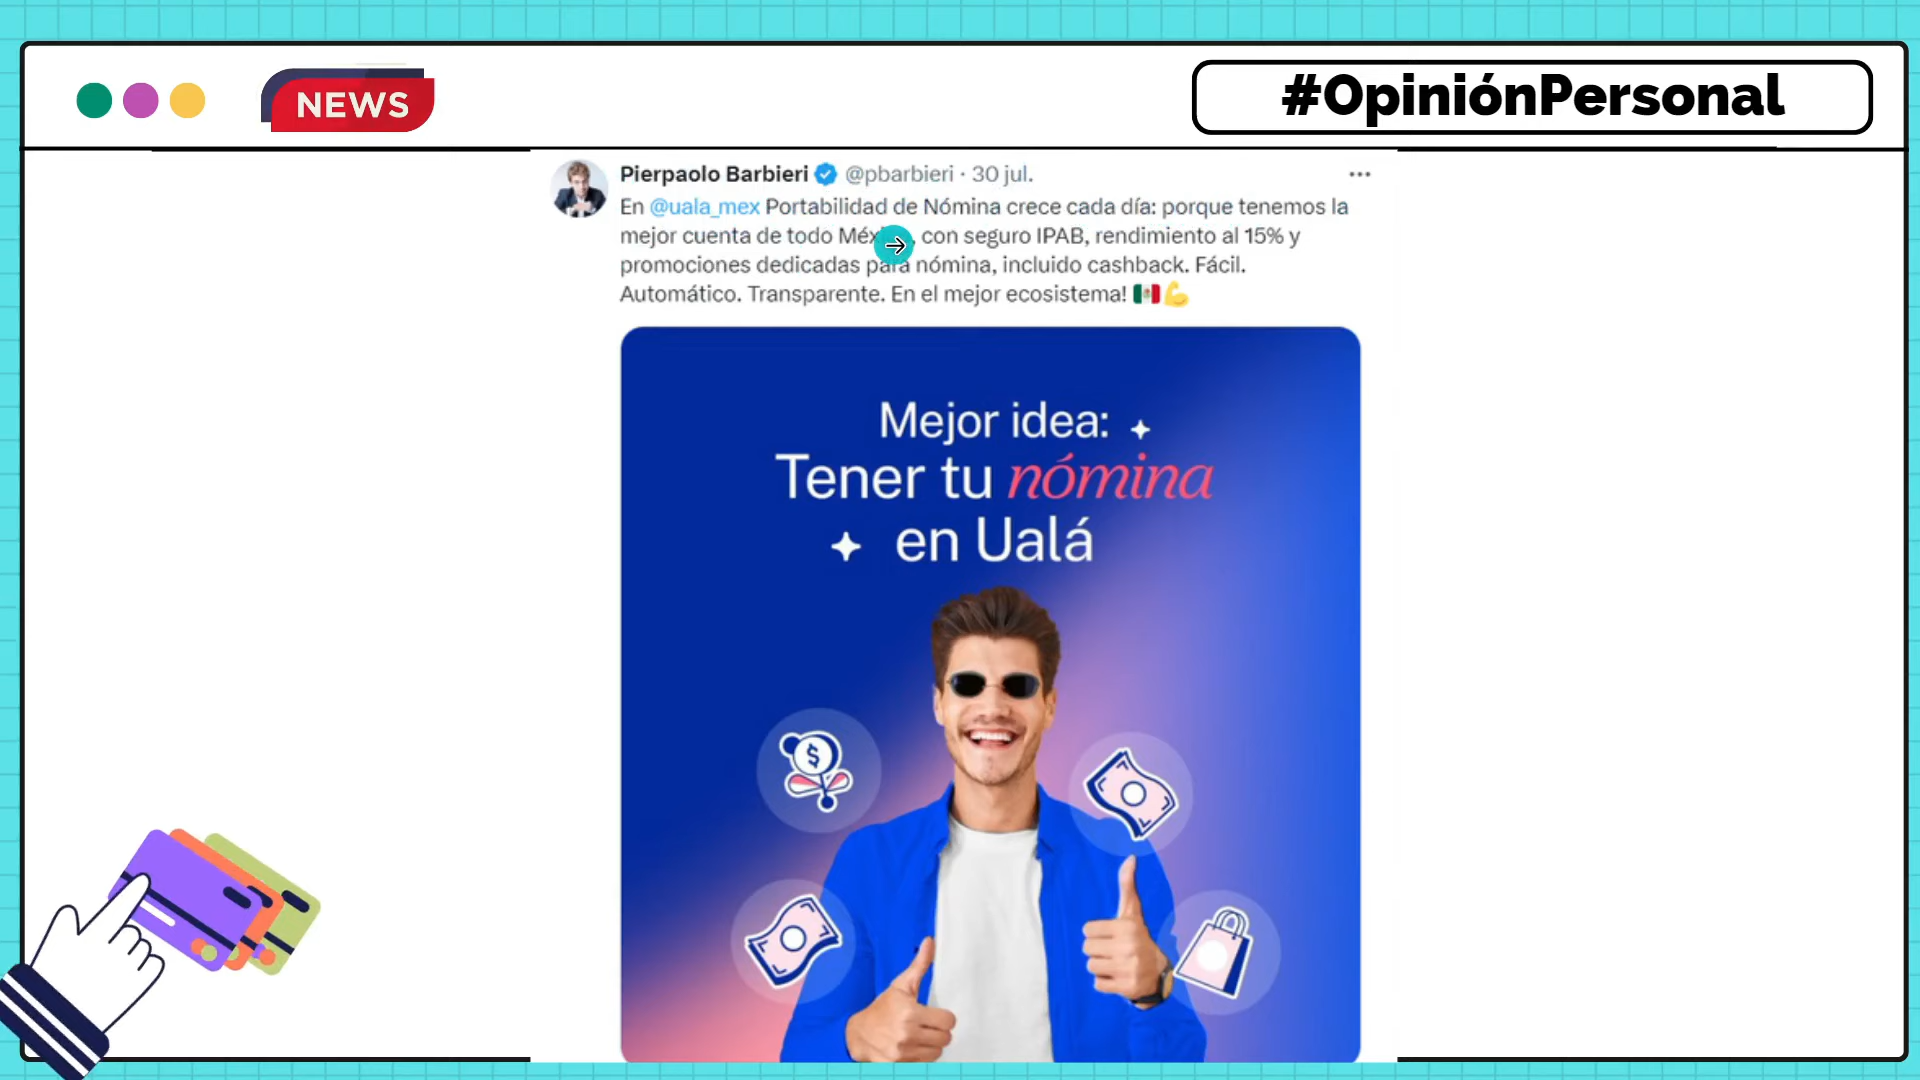 NEWS
#OpiniónPersonal
Pierpaolo Barbieri @pbarbieri · 30 jul.
En @uala_mex Portabilidad de Nómina crece cada día: porque tenemos la
mejor cuenta de todo , con seguro IPAB, rendimiento al 15% y
promociones dedicadas para nómina, incluido cashback. Fácil.
Automático. Transparente. En el mejor ecosistema! 🇲🇽💪
Mejor idea:
Tener tu nómina
en Ualá